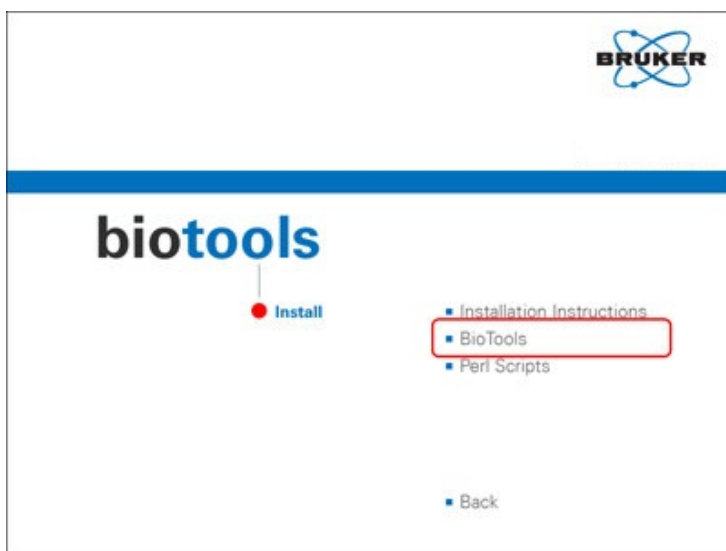 BRUKER
biotools
Install
Installation Instructions
BioTools
Perl Scripts
Back